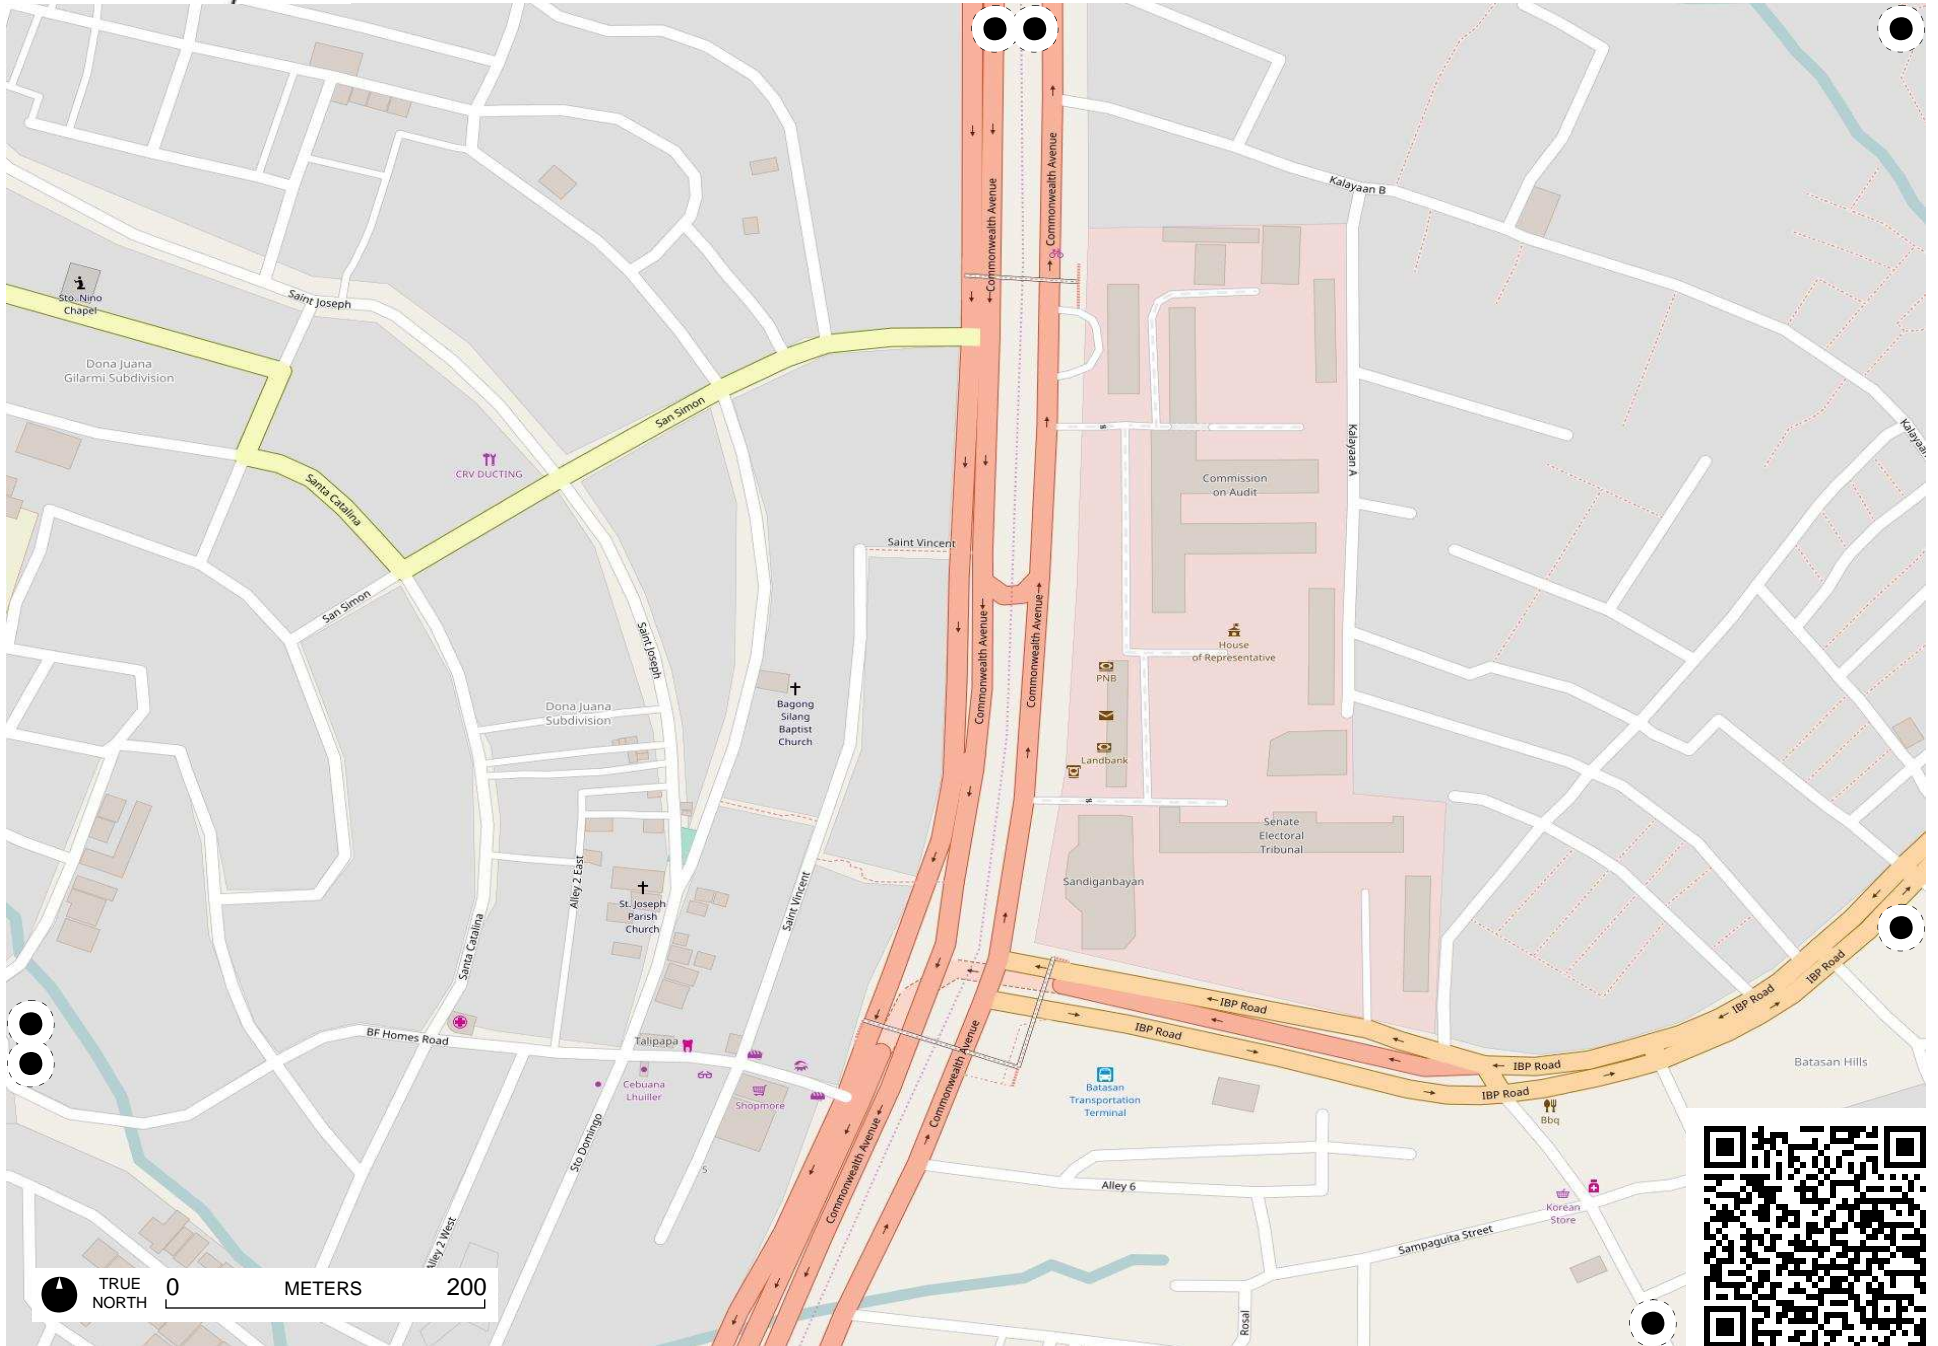 Commonwealth Avenue
Commonwealth Avenue
Kalayaan B
Sto. Nino
Chapel
Saint Joseph
Dona Juana
Gilarmi Subdivision
San Simon
Kalayaan A
CRV DUCTING
Santa Catalina
Commission
on Audit
Saint Vincent
San Simon
Saint Joseph
Commonwealth Avenue
Commonwealth Avenue
House
of Representative
PNB
Dona Juana
Subdivision
Bagong
Silang
Baptist
Church
Landbank
Senate
Electoral
Tribunal
Alley 2 East
Sandiganbayan
St. Joseph
Parish
Church
Saint Vincent
Santa Catalina
IBP Road
IBP Road
IBP Road
IBP Road
BF Homes Road
Talipapa
Commonwealth Avenue
IBP Road
Batasan Hills
Cebuana
Lhuiller
Shopmore
Batasan
Transportation
Terminal
IBP Road
Bbq
Sto Domingo
Commonwealth Avenue
S
Alley 6
Korean
Store
Alley 2 West
Sampaguita Street
Rosal
TRUE
NORTH
0 METERS 200